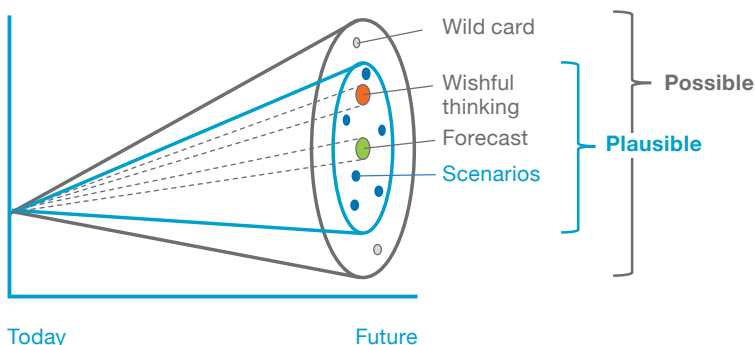 Wild card
Wishful
thinking
Forecast
Scenarios
Plausible
Possible
Today
Future